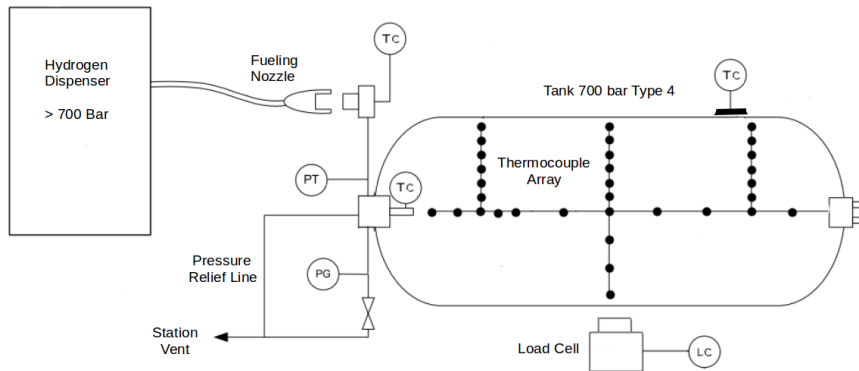 Hydrogen
Dispenser
> 700 Bar
Fueling
Nozzle
TC
TC
Tank 700 bar Type 4
PT
TC
Thermocouple
Array
Pressure
Relief Line
PG
Station
Vent
Load Cell
LC